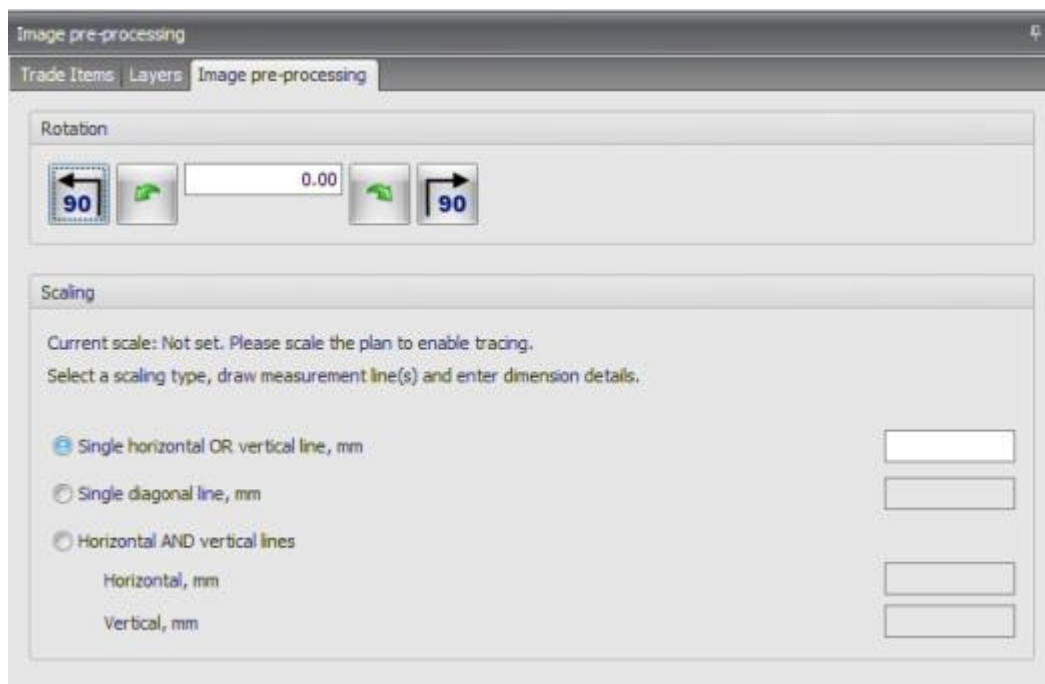 Image pre-processing
Trade Items Layers Image pre-processing
Rotation
90 0.00 90
Scaling
Current scale: Not set. Please scale the plan to enable tracing.
Select a scaling type, draw measurement line(s) and enter dimension details.
Single horizontal OR vertical line, mm
Single diagonal line, mm
Horizontal AND vertical lines
Horizontal, mm
Vertical, mm